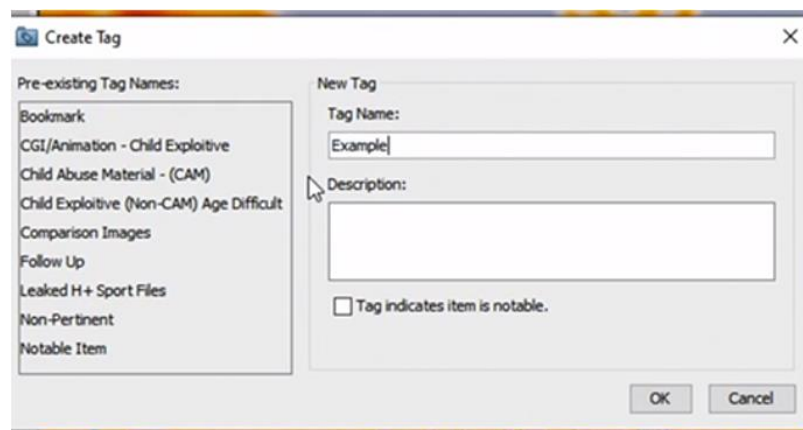 Create Tag
Pre-existing Tag Names:
Bookmark
CGI/Animation - Child Exploitive
Child Abuse Material - (CAM)
Child Exploitive (Non-CAM) Age Difficult
Comparison Images
Follow Up
Leaked H+ Sport Files
Non-Pertinent
Notable Item
New Tag
Tag Name:
Example
Description:
Tag indicates item is notable.
OK Cancel